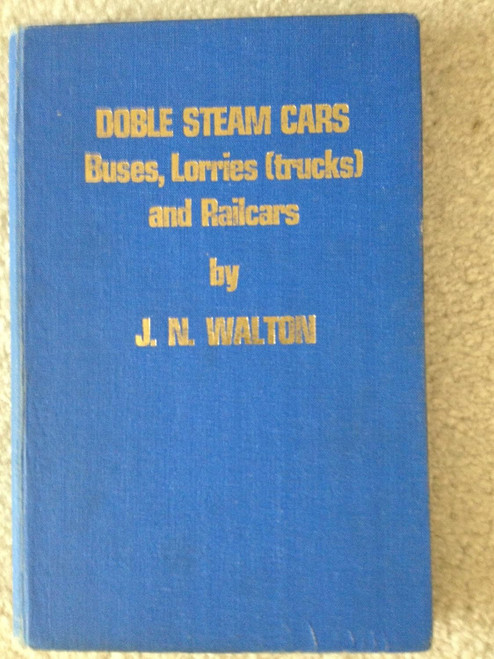 DOBLE STEAM CARS
Buses, Lorries (trucks)
and Railcars
by
J. N. WALTON